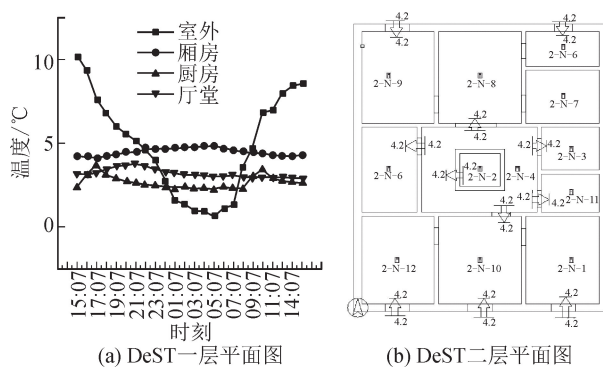 室外
厢房
厨房
厅堂
10
5
0
温度/℃
15:07
17:07
19:07
21:07
23:07
01:07
03:07
05:07
07:07
09:07
11:07
14:07
时刻
(a) DeST一层平面图
4.2
4.2
4.2
4.2
2-N-6
2-N-9
2-N-8
2-N-7
4.2
4.2
4.2
4.2
2-N-3
2-N-6
4.2
2-N-2
2-N-4
4.2
2-N-11
4.2
4.2
4.2
2-N-12
2-N-10
2-N-1
4.2
4.2
4.2
4.2
4.2
4.2
(b) DeST二层平面图